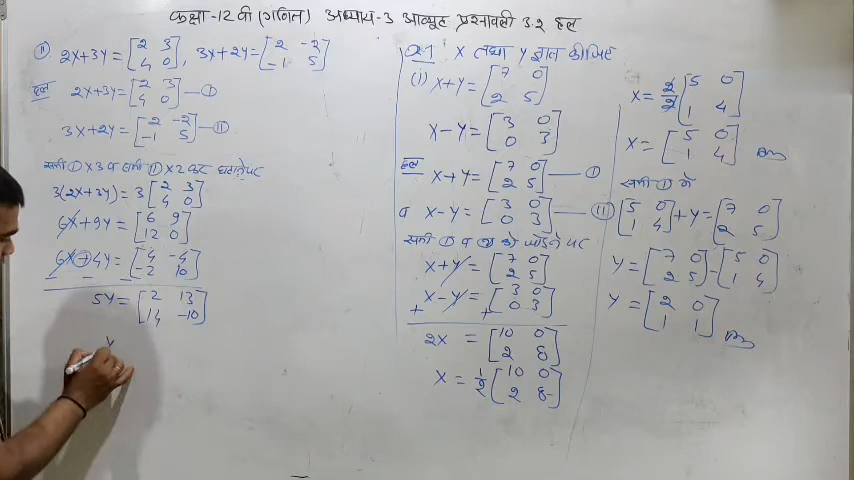 कक्षा-12 वी (गणित) अध्याय-3 आव्यूह प्रश्नावली 3.2 हल
Q.7 X तथा Y ज्ञात कीजिए
(i) X+Y = [7 0
2 5]
X-Y = [3 0
0 3]
हल X+Y = [7 0
2 5] —— I
व X-Y = [3 0
0 3] —— II
समी I व II को जोड़ने पर
X+Y = [7 0
2 5]
X-Y = [3 0
0 3]
+ +
2X = [10 0
2 8]
X = 1/2 [10 0
2 8]
X = 2/2 [5 0
1 4]
X = [5 0
1 4] Ans
समी I से
[5 0
1 4] + Y = [7 0
2 5]
Y = [7 0
2 5] - [5 0
1 4]
Y = [2 0
1 1] Ans
II 2X+3Y = [2 3
4 0], 3X+2Y = [2 -2
-1 5]
हल 2X+3Y = [2 3
4 0] — I
3X+2Y = [2 -2
-1 5] — II
समी I X3 व समी II X2 कर घटाने पर
3(2X+3Y) = 3 [2 3
4 0]
6X+9Y = [6 9
12 0]
6X+4Y = [4 -4
-2 10]
- - -
5Y = [2 13
14 -10]
Y